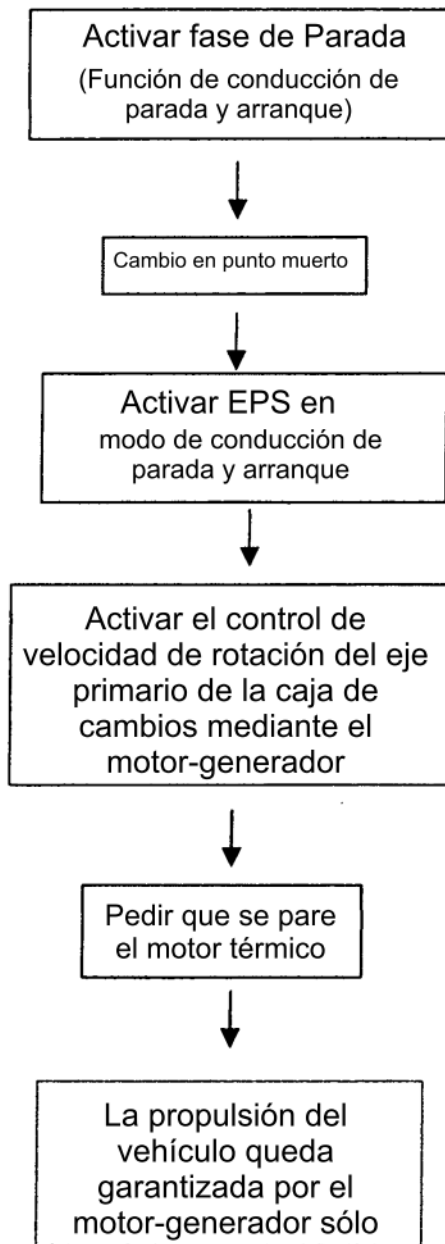 Activar fase de Parada
(Función de conducción de
parada y arranque)
Cambio en punto muerto
Activar EPS en
modo de conducción de
parada y arranque
Activar el control de
velocidad de rotación del eje
primario de la caja de
cambios mediante el
motor-generador
Pedir que se pare
el motor térmico
La propulsión del
vehículo queda
garantizada por el
motor-generador sólo